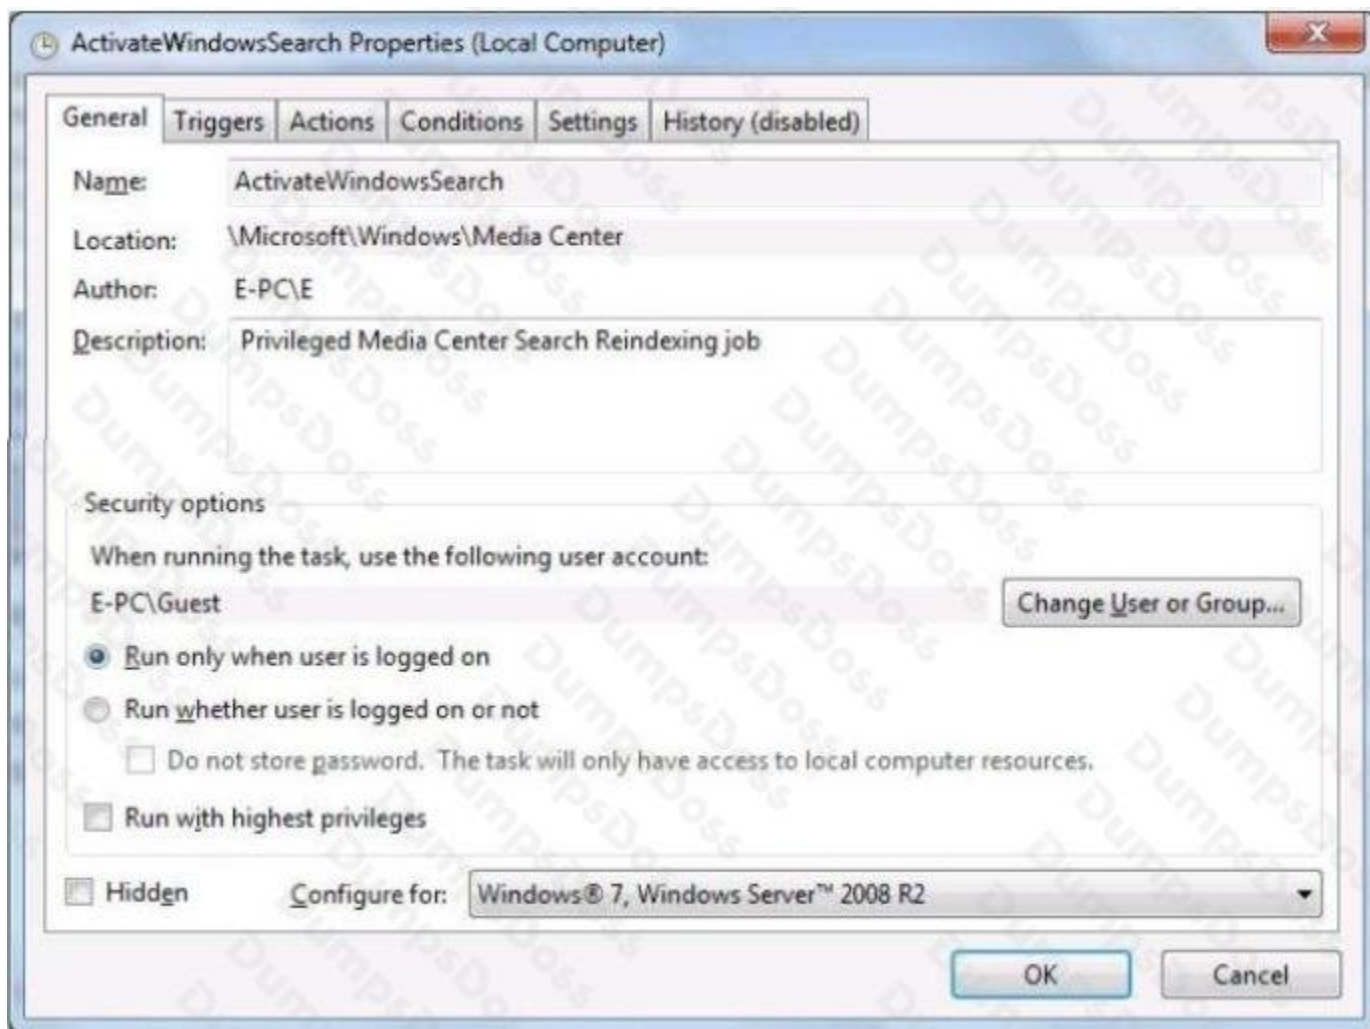 ActivateWindowsSearch Properties (Local Computer)
General Triggers Actions Conditions Settings History (disabled)
Name: ActivateWindowsSearch
Location: \Microsoft\Windows\Media Center
Author: E-PC\E
Description: Privileged Media Center Search Reindexing job
Security options
When running the task, use the following user account:
E-PC\Guest Change User or Group...
Run only when user is logged on
Run whether user is logged on or not
Do not store password. The task will only have access to local computer resources.
Run with highest privileges
Hidden Configure for: Windows® 7, Windows Server™ 2008 R2
OK Cancel
DumpsDoss